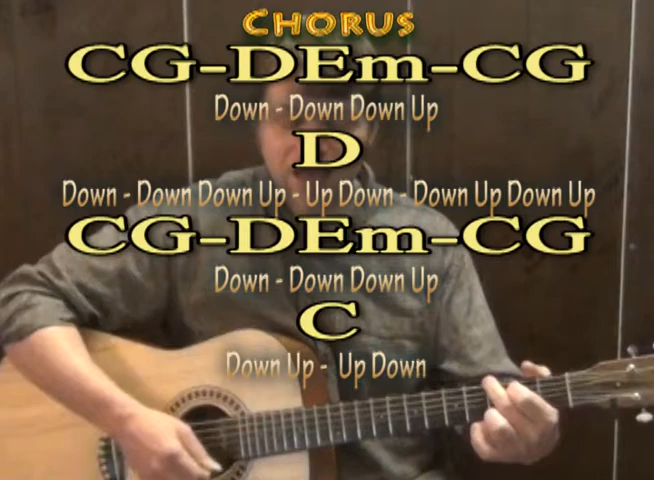 CHORUS
CG-DEm-CG
Down - Down Down Up
D
Down - Down Down Up - Up Down - Down Up Down Up
CG-DEm-CG
Down - Down Down Up
C
Down Up - Up Down